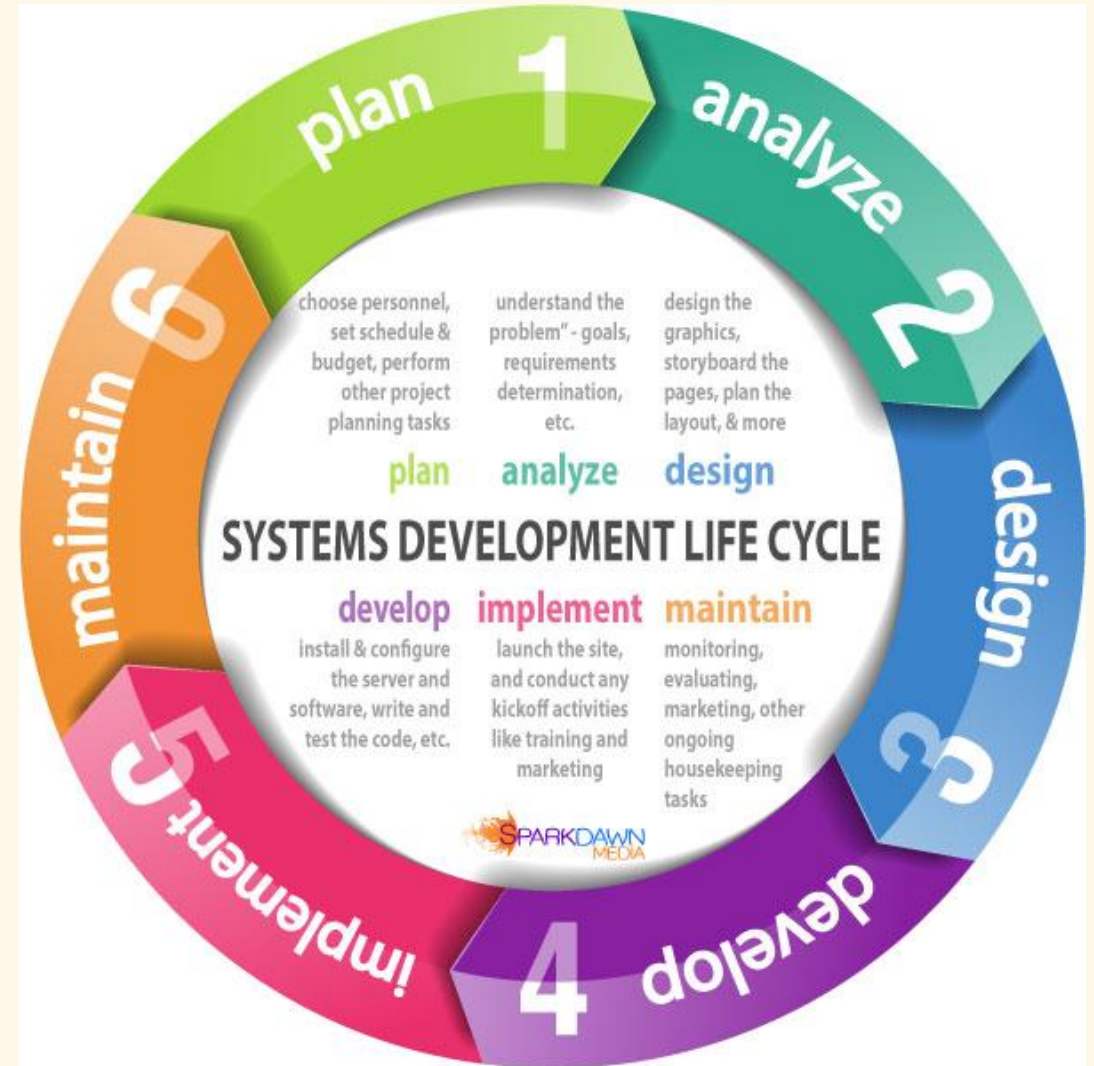 plan 1
analyze 2
design 3
develop 4
implement 5
maintain 6
choose personnel,
set schedule &
budget, perform
other project
planning tasks
plan
understand the
problem" - goals,
requirements
determination,
etc.
analyze
design the
graphics,
storyboard the
pages, plan the
layout, & more
design
SYSTEMS DEVELOPMENT LIFE CYCLE
develop
install & configure
the server and
software, write and
test the code, etc.
implement
launch the site,
and conduct any
kickoff activities
like training and
marketing
maintain
monitoring,
evaluating,
marketing, other
ongoing
housekeeping
tasks
SPARKDAWN
MEDIA